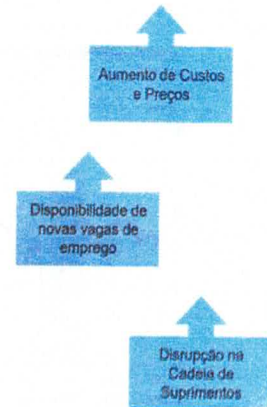 Aumento de Custos
e Preços
Disponibilidade de
novas vagas de
emprego
Disrupção na
Cadeia de
Suprimentos